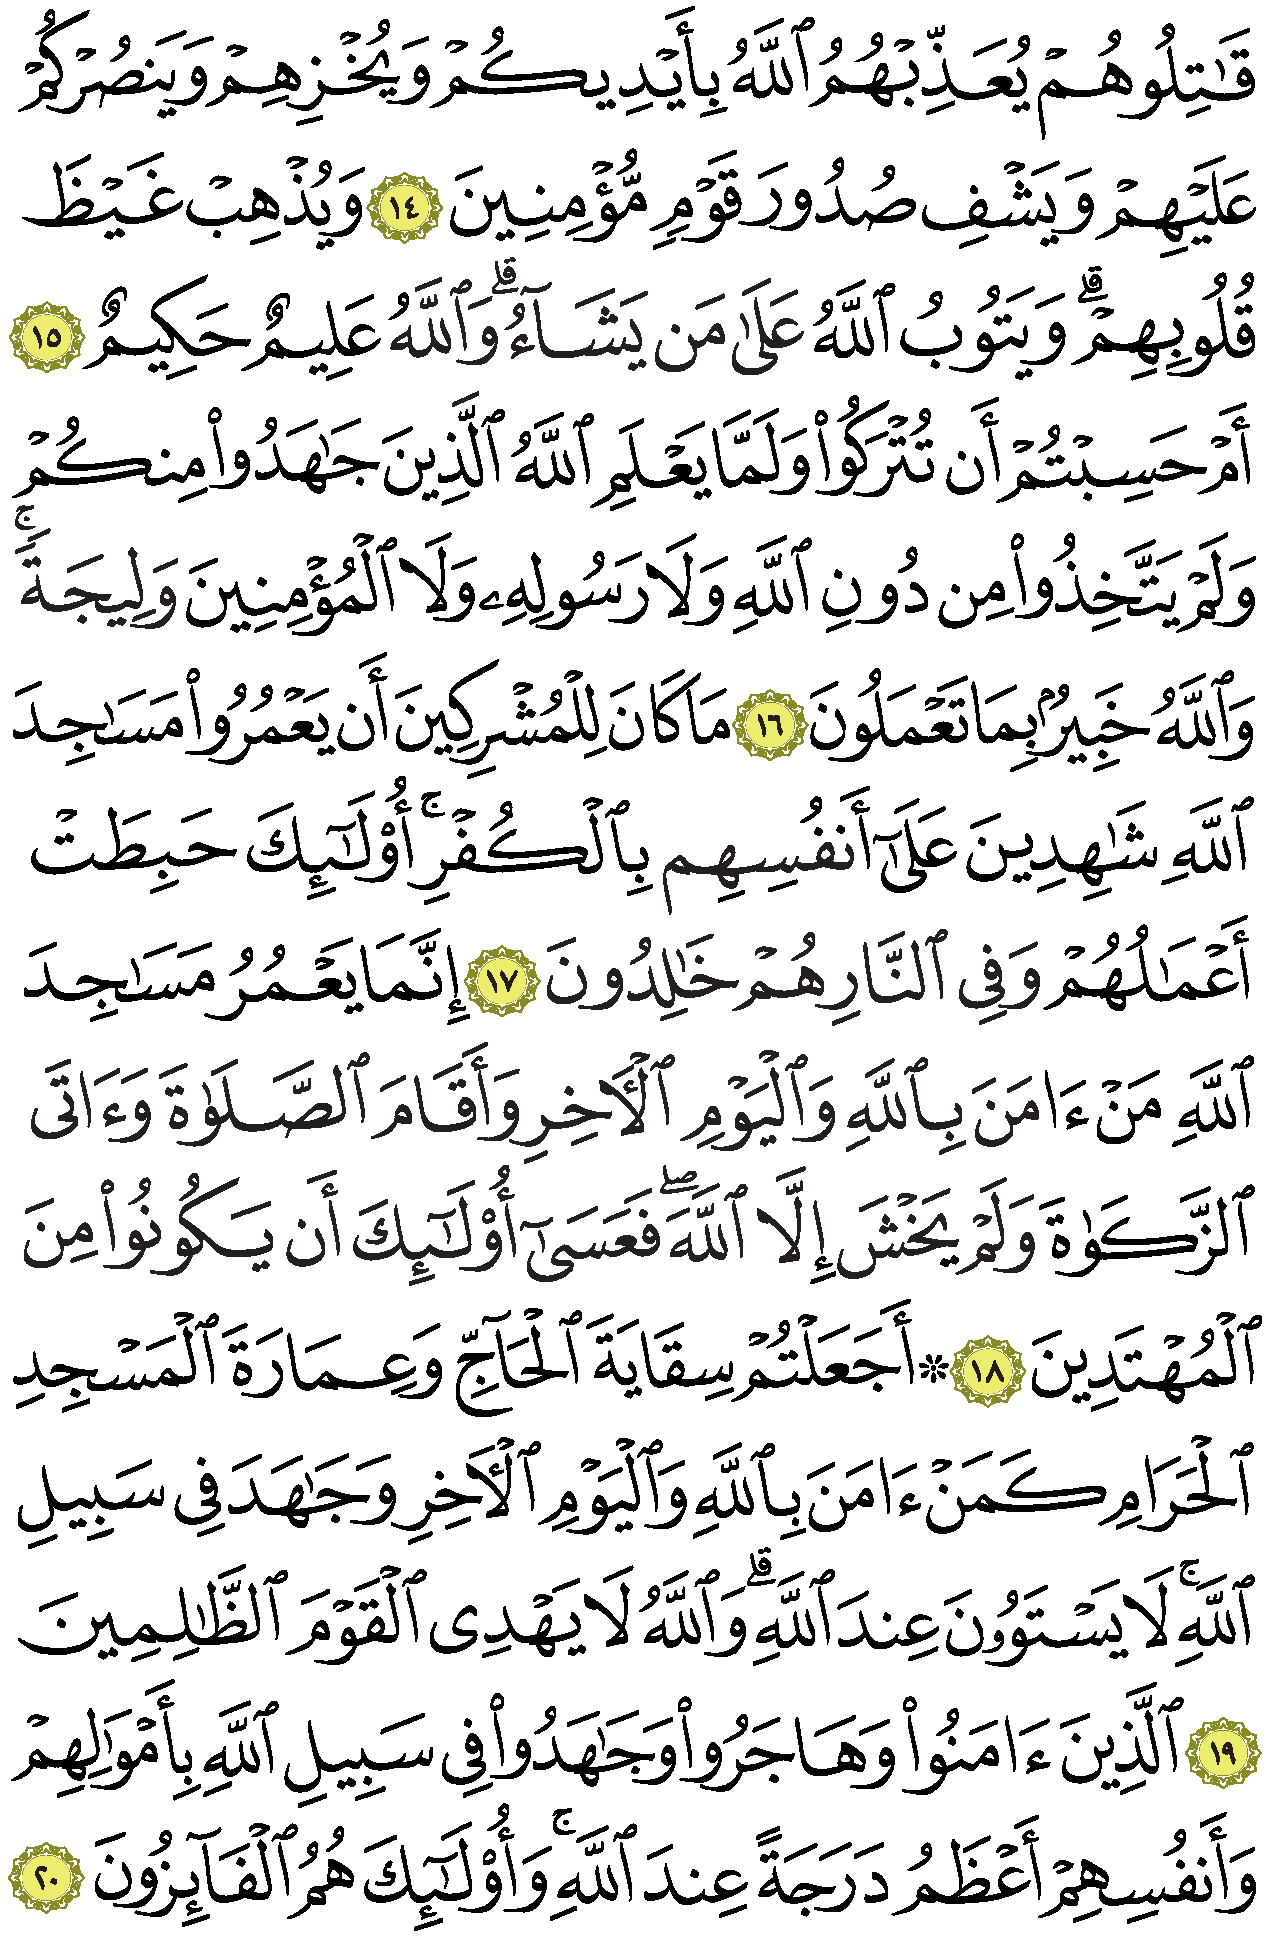 قَٰتِلُوهُمْ يُعَذِّبْهُمُ ٱللَّهُ بِأَيْدِيكُمْ وَيُخْزِهِمْ وَيَنصُرْكُمْ
عَلَيْهِمْ وَيَشْفِ صُدُورَ قَوْمٍ مُّؤْمِنِينَ ١٤ وَيُذْهِبْ غَيْظَ
قُلُوبِهِمْۗ وَيَتُوبُ ٱللَّهُ عَلَىٰ مَن يَشَآءُۗ وَٱللَّهُ عَلِيمٌ حَكِيمٌ ١٥
أَمْ حَسِبْتُمْ أَن تُتْرَكُوا۟ وَلَمَّا يَعْلَمِ ٱللَّهُ ٱلَّذِينَ جَٰهَدُوا۟ مِنكُمْ
وَلَمْ يَتَّخِذُوا۟ مِن دُونِ ٱللَّهِ وَلَا رَسُولِهِۦ وَلَا ٱلْمُؤْمِنِينَ وَلِيجَةًۚ
وَٱللَّهُ خَبِيرٌۢ بِمَا تَعْمَلُونَ ١٦ مَا كَانَ لِلْمُشْرِكِينَ أَن يَعْمُرُوا۟ مَسَٰجِدَ
ٱللَّهِ شَٰهِدِينَ عَلَىٰٓ أَنفُسِهِم بِٱلْكُفْرِۚ أُو۟لَٰٓئِكَ حَبِطَتْ
أَعْمَٰلُهُمْ وَفِى ٱلنَّارِ هُمْ خَٰلِدُونَ ١٧ إِنَّمَا يَعْمُرُ مَسَٰجِدَ
ٱللَّهِ مَنْ ءَامَنَ بِٱللَّهِ وَٱلْيَوْمِ ٱلْءَاخِرِ وَأَقَامَ ٱلصَّلَوٰةَ وَءَاتَى
ٱلزَّكَوٰةَ وَلَمْ يَخْشَ إِلَّا ٱللَّهَۖ فَعَسَىٰٓ أُو۟لَٰٓئِكَ أَن يَكُونُوا۟ مِنَ
ٱلْمُهْتَدِينَ ١٨ ۞ أَجَعَلْتُمْ سِقَايَةَ ٱلْحَآجِّ وَعِمَارَةَ ٱلْمَسْجِدِ
ٱلْحَرَامِ كَمَنْ ءَامَنَ بِٱللَّهِ وَٱلْيَوْمِ ٱلْءَاخِرِ وَجَٰهَدَ فِى سَبِيلِ
ٱللَّهِۚ لَا يَسْتَوُۥنَ عِندَ ٱللَّهِۗ وَٱللَّهُ لَا يَهْدِى ٱلْقَوْمَ ٱلظَّٰلِمِينَ
١٩ ٱلَّذِينَ ءَامَنُوا۟ وَهَاجَرُوا۟ وَجَٰهَدُوا۟ فِى سَبِيلِ ٱللَّهِ بِأَمْوَٰلِهِمْ
وَأَنفُسِهِمْ أَعْظَمُ دَرَجَةً عِندَ ٱللَّهِۚ وَأُو۟لَٰٓئِكَ هُمُ ٱلْفَآئِزُونَ ٢٠